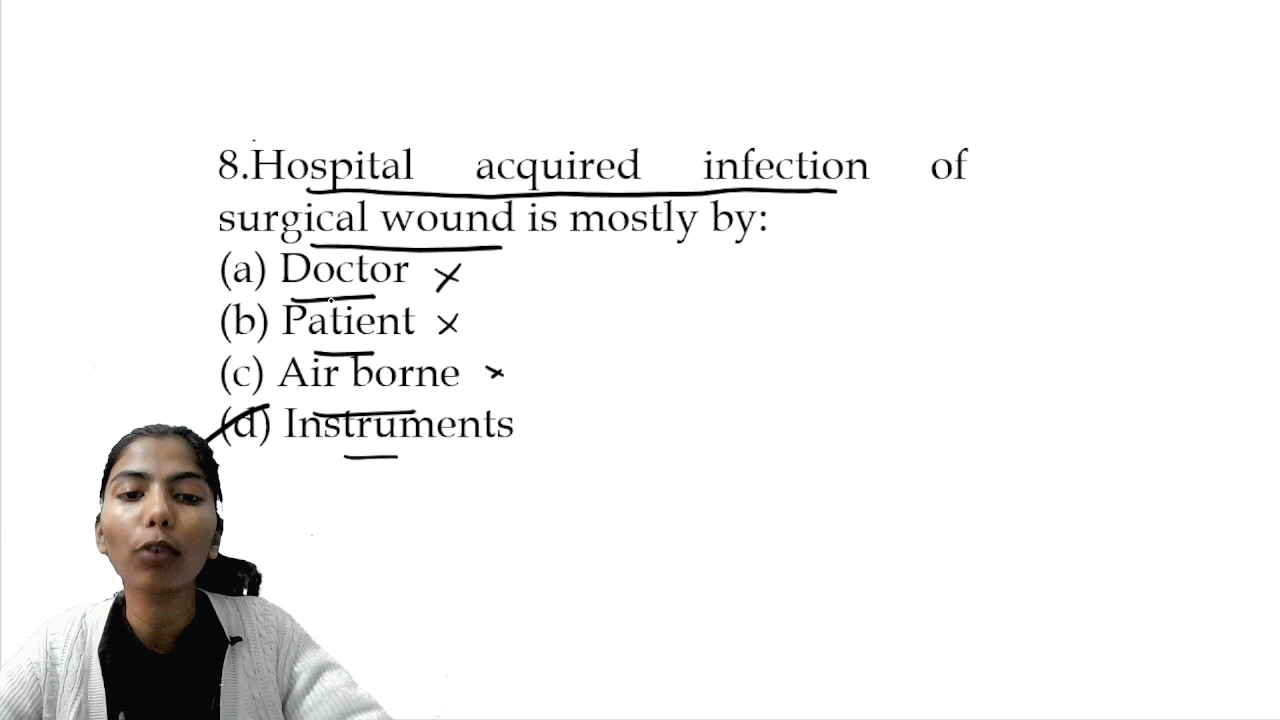 8.Hospital acquired infection of
surgical wound is mostly by:
(a) Doctor
(b) Patient
(c) Air borne
(d) Instruments